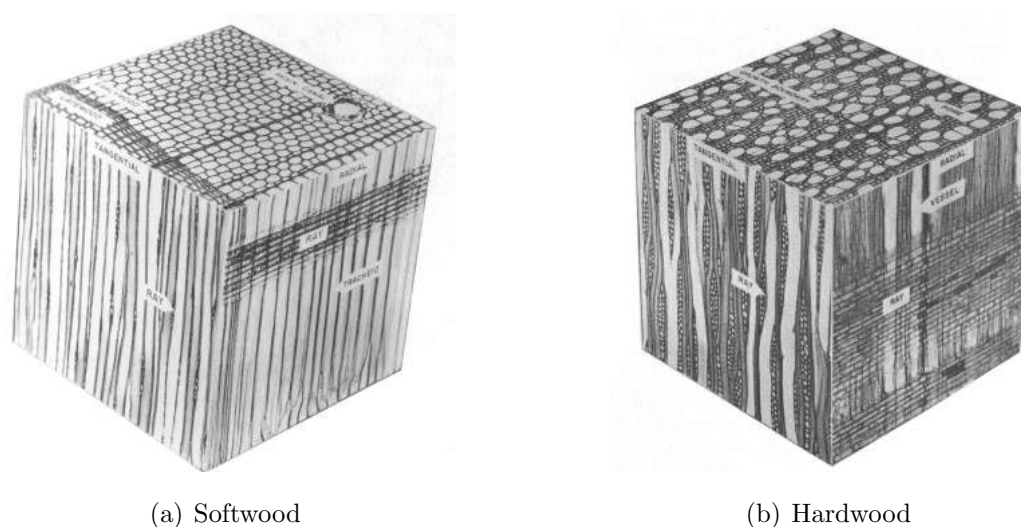 TANGENTIAL
RADIAL
RAY
RAY
TRACHEID
TANGENTIAL
RADIAL
VESSEL
RAY
RAY
(a) Softwood
(b) Hardwood